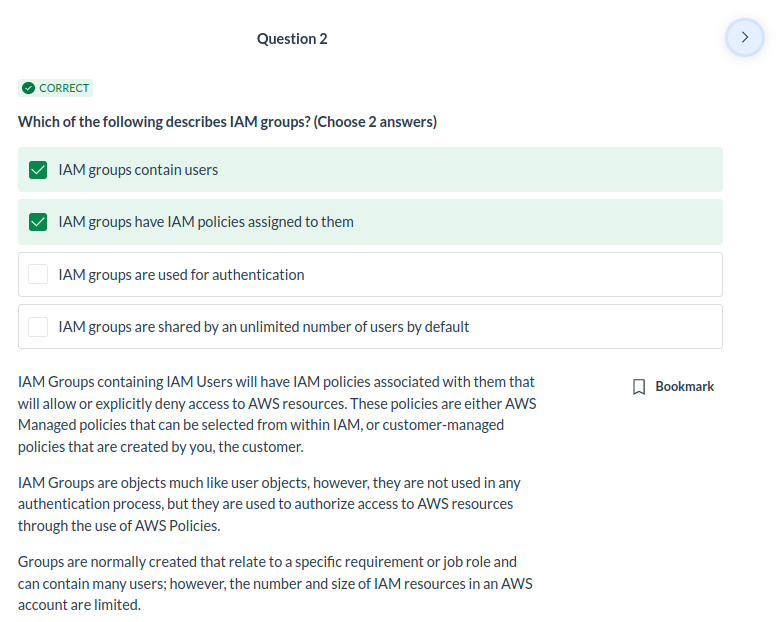 Question 2
CORRECT
Which of the following describes IAM groups? (Choose 2 answers)
IAM groups contain users
IAM groups have IAM policies assigned to them
IAM groups are used for authentication
IAM groups are shared by an unlimited number of users by default
IAM Groups containing IAM Users will have IAM policies associated with them that
will allow or explicitly deny access to AWS resources. These policies are either AWS
Managed policies that can be selected from within IAM, or customer-managed
policies that are created by you, the customer.
Bookmark
IAM Groups are objects much like user objects, however, they are not used in any
authentication process, but they are used to authorize access to AWS resources
through the use of AWS Policies.
Groups are normally created that relate to a specific requirement or job role and
can contain many users; however, the number and size of IAM resources in an AWS
account are limited.